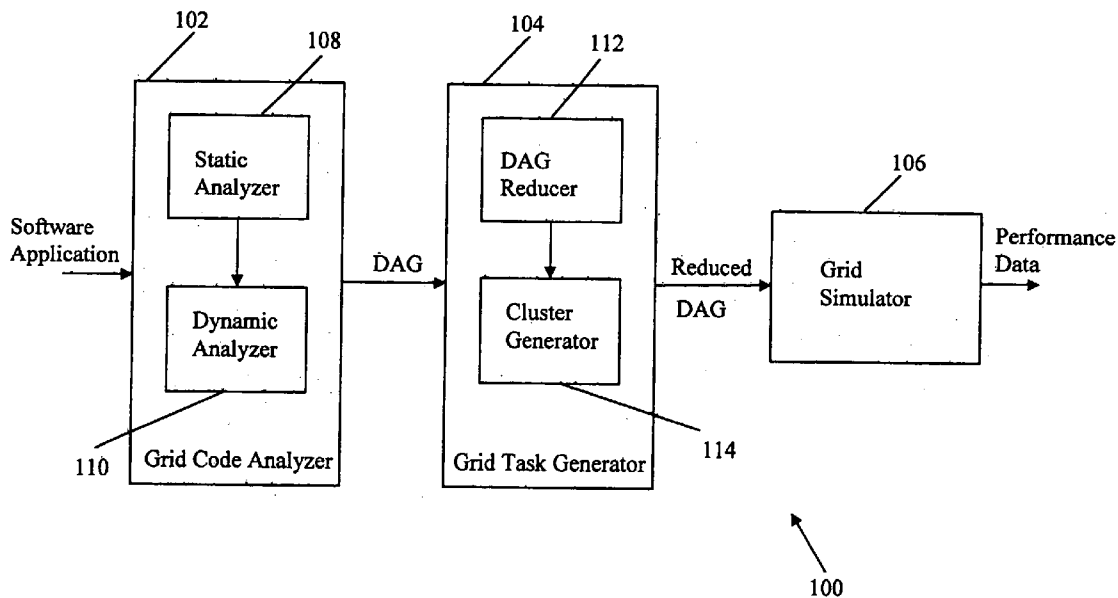 102
108
104
112
106
Static
Analyzer
DAG
Reducer
Software
Application
DAG
Reduced
DAG
Grid
Simulator
Performance
Data
Dynamic
Analyzer
Cluster
Generator
110
Grid Code Analyzer
Grid Task Generator
114
100